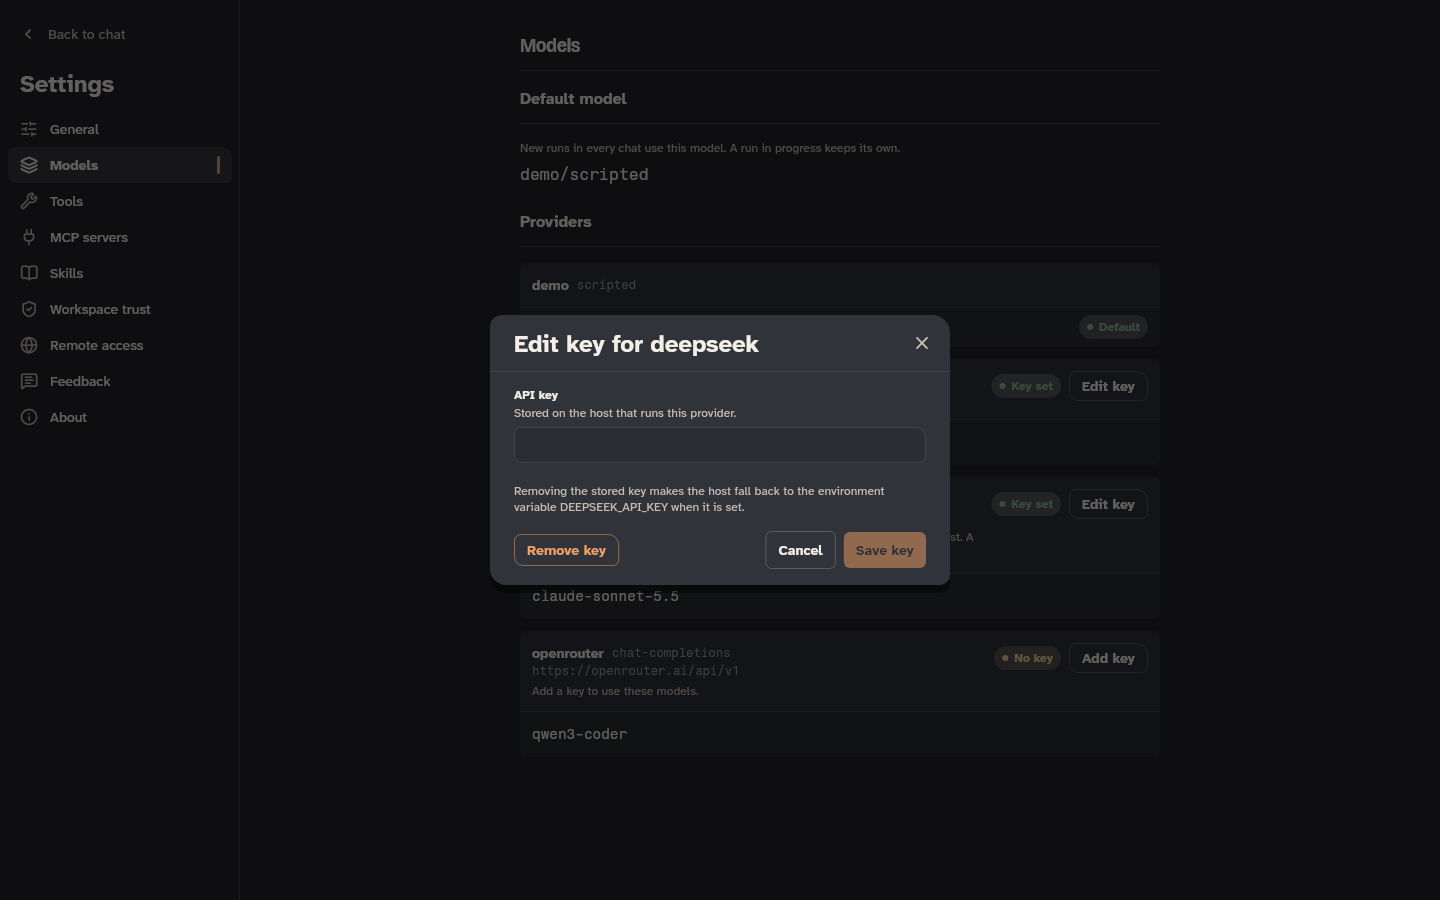 Back to chat
Settings
General
Models
Tools
MCP servers
Skills
Workspace trust
Remote access
Feedback
About
Models
Default model
New runs in every chat use this model. A run in progress keeps its own.
demo/scripted
Providers
demo scripted
Default
Key set
Edit key
Key set
Edit key
st. A
claude-sonnet-5.5
openrouter chat-completions
https://openrouter.ai/api/v1
Add a key to use these models.
No key
Add key
qwen3-coder
Edit key for deepseek
API key
Stored on the host that runs this provider.
Removing the stored key makes the host fall back to the environment
variable DEEPSEEK_API_KEY when it is set.
Remove key
Cancel
Save key